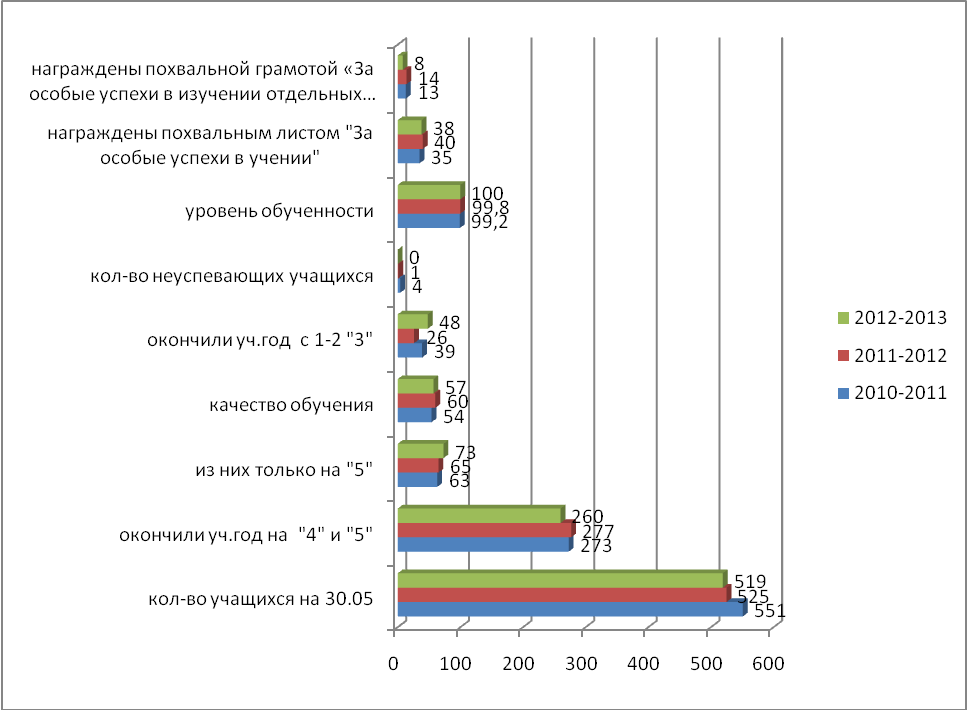 награждены похвальной грамотой «За
особые успехи в изучении отдельных...
8
14
13
награждены похвальным листом "За
особые успехи в учении"
38
40
35
уровень обученности
100
99,8
99,2
кол-во неуспевающих учащихся
0
1
4
окончили уч.год  с 1-2 "3"
48
26
39
качество обучения
57
60
54
из них только на "5"
73
65
63
окончили уч.год на  "4" и "5"
260
277
273
кол-во учащихся на 30.05
519
525
551
0 100 200 300 400 500 600
2012-2013
2011-2012
2010-2011